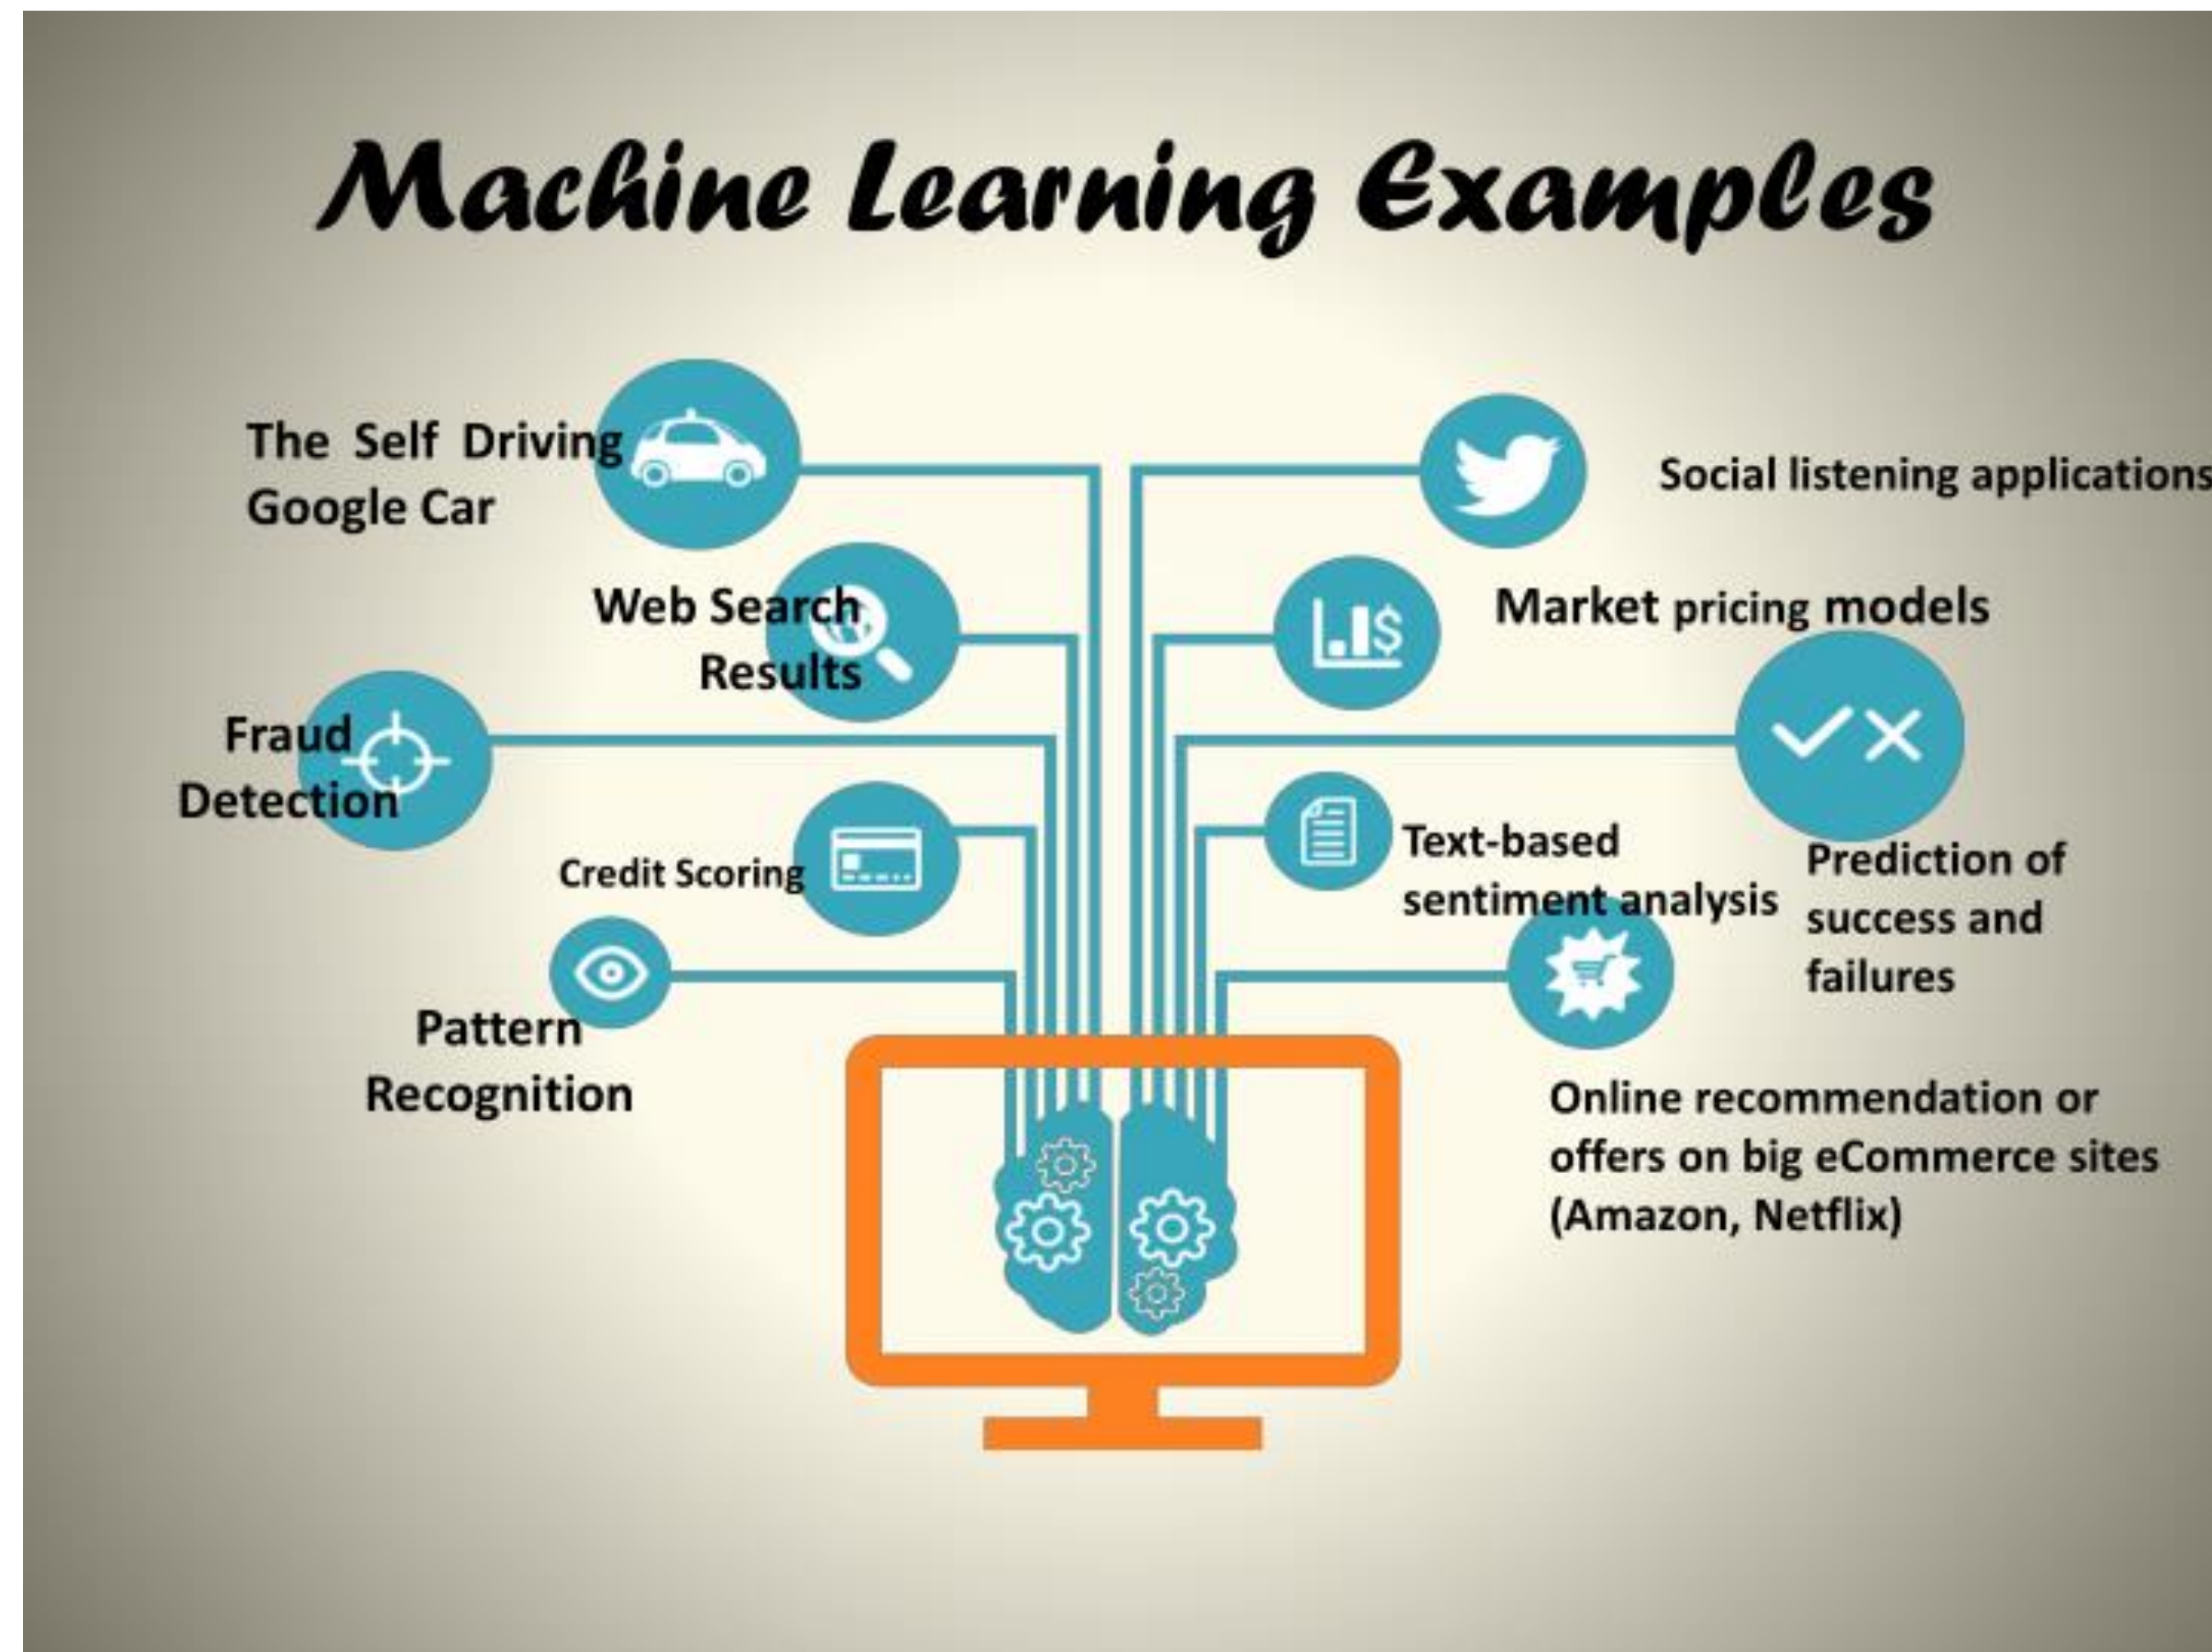 Machine Learning Examples
The Self Driving
Google Car
Web Search
Results
Fraud
Detection
Credit Scoring
Pattern
Recognition
Social listening applications
Market pricing models
Text-based
sentiment analysis
Prediction of
success and
failures
Online recommendation or
offers on big eCommerce sites
(Amazon, Netflix)
$